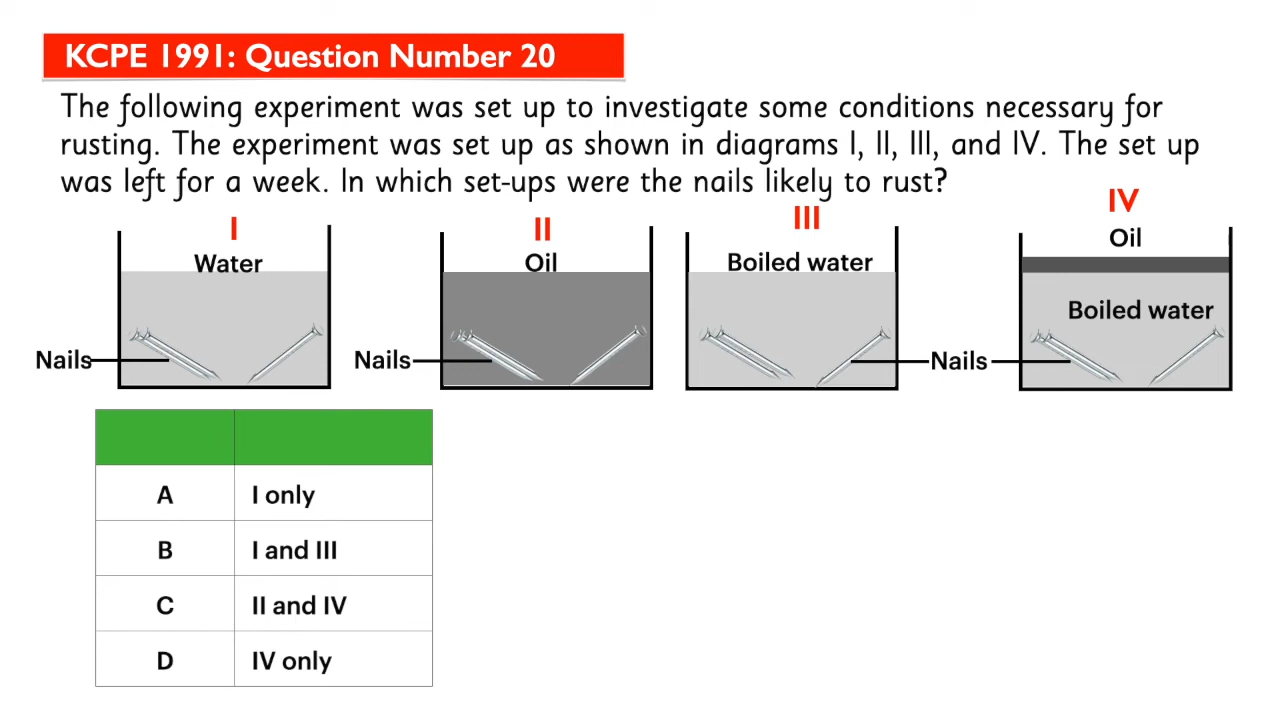 KCPE 1991: Question Number 20
The following experiment was set up to investigate some conditions necessary for
rusting. The experiment was set up as shown in diagrams I, II, III, and IV. The set up
was left for a week. In which set-ups were the nails likely to rust?
I
II
III
IV
Water
Oil
Boiled water
Oil
Boiled water
Nails
Nails
Nails
A I only
B I and III
C II and IV
D IV only